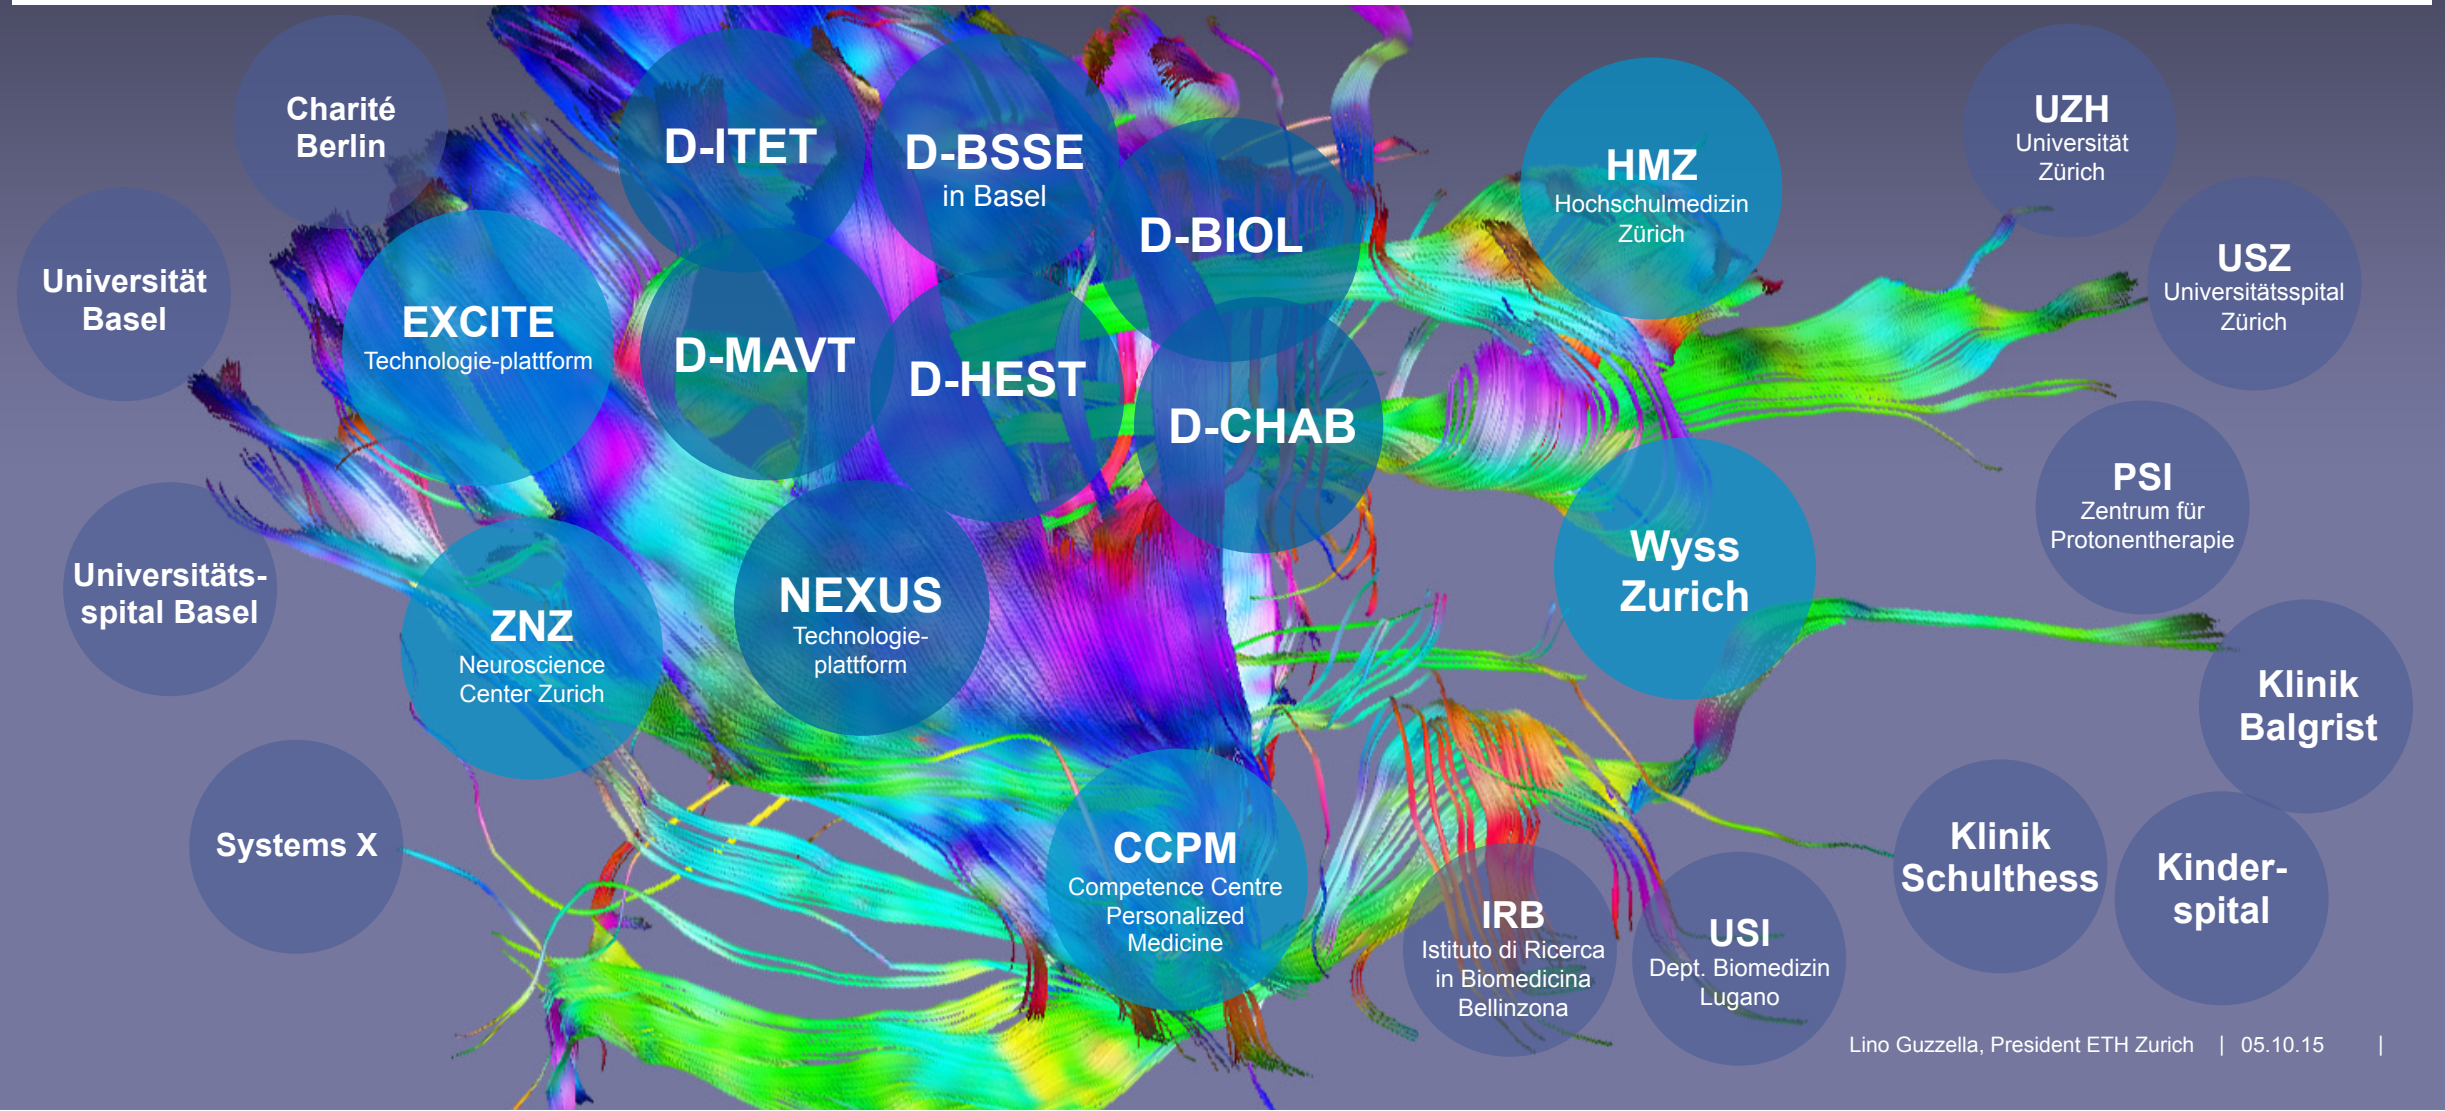 Charité
Berlin
D-ITET
D-BSSE
in Basel
D-BIOL
HMZ
Hochschulmedizin
Zürich
UZH
Universität
Zürich
Universität
Basel
EXCITE
Technologie-plattform
D-MAVT
D-HEST
D-CHAB
USZ
Universitätsspital
Zürich
PSI
Zentrum für
Protonentherapie
Universitäts-
spital Basel
ZNZ
Neuroscience
Center Zurich
NEXUS
Technologie-
plattform
Wyss
Zurich
Klinik
Balgrist
Systems X
CCPM
Competence Centre
Personalized
Medicine
IRB
Istituto di Ricerca
in Biomedicina
Bellinzona
USI
Dept. Biomedizin
Lugano
Klinik
Schulthess
Kinder-
spital
Lino Guzzella, President ETH Zurich | 05.10.15 |